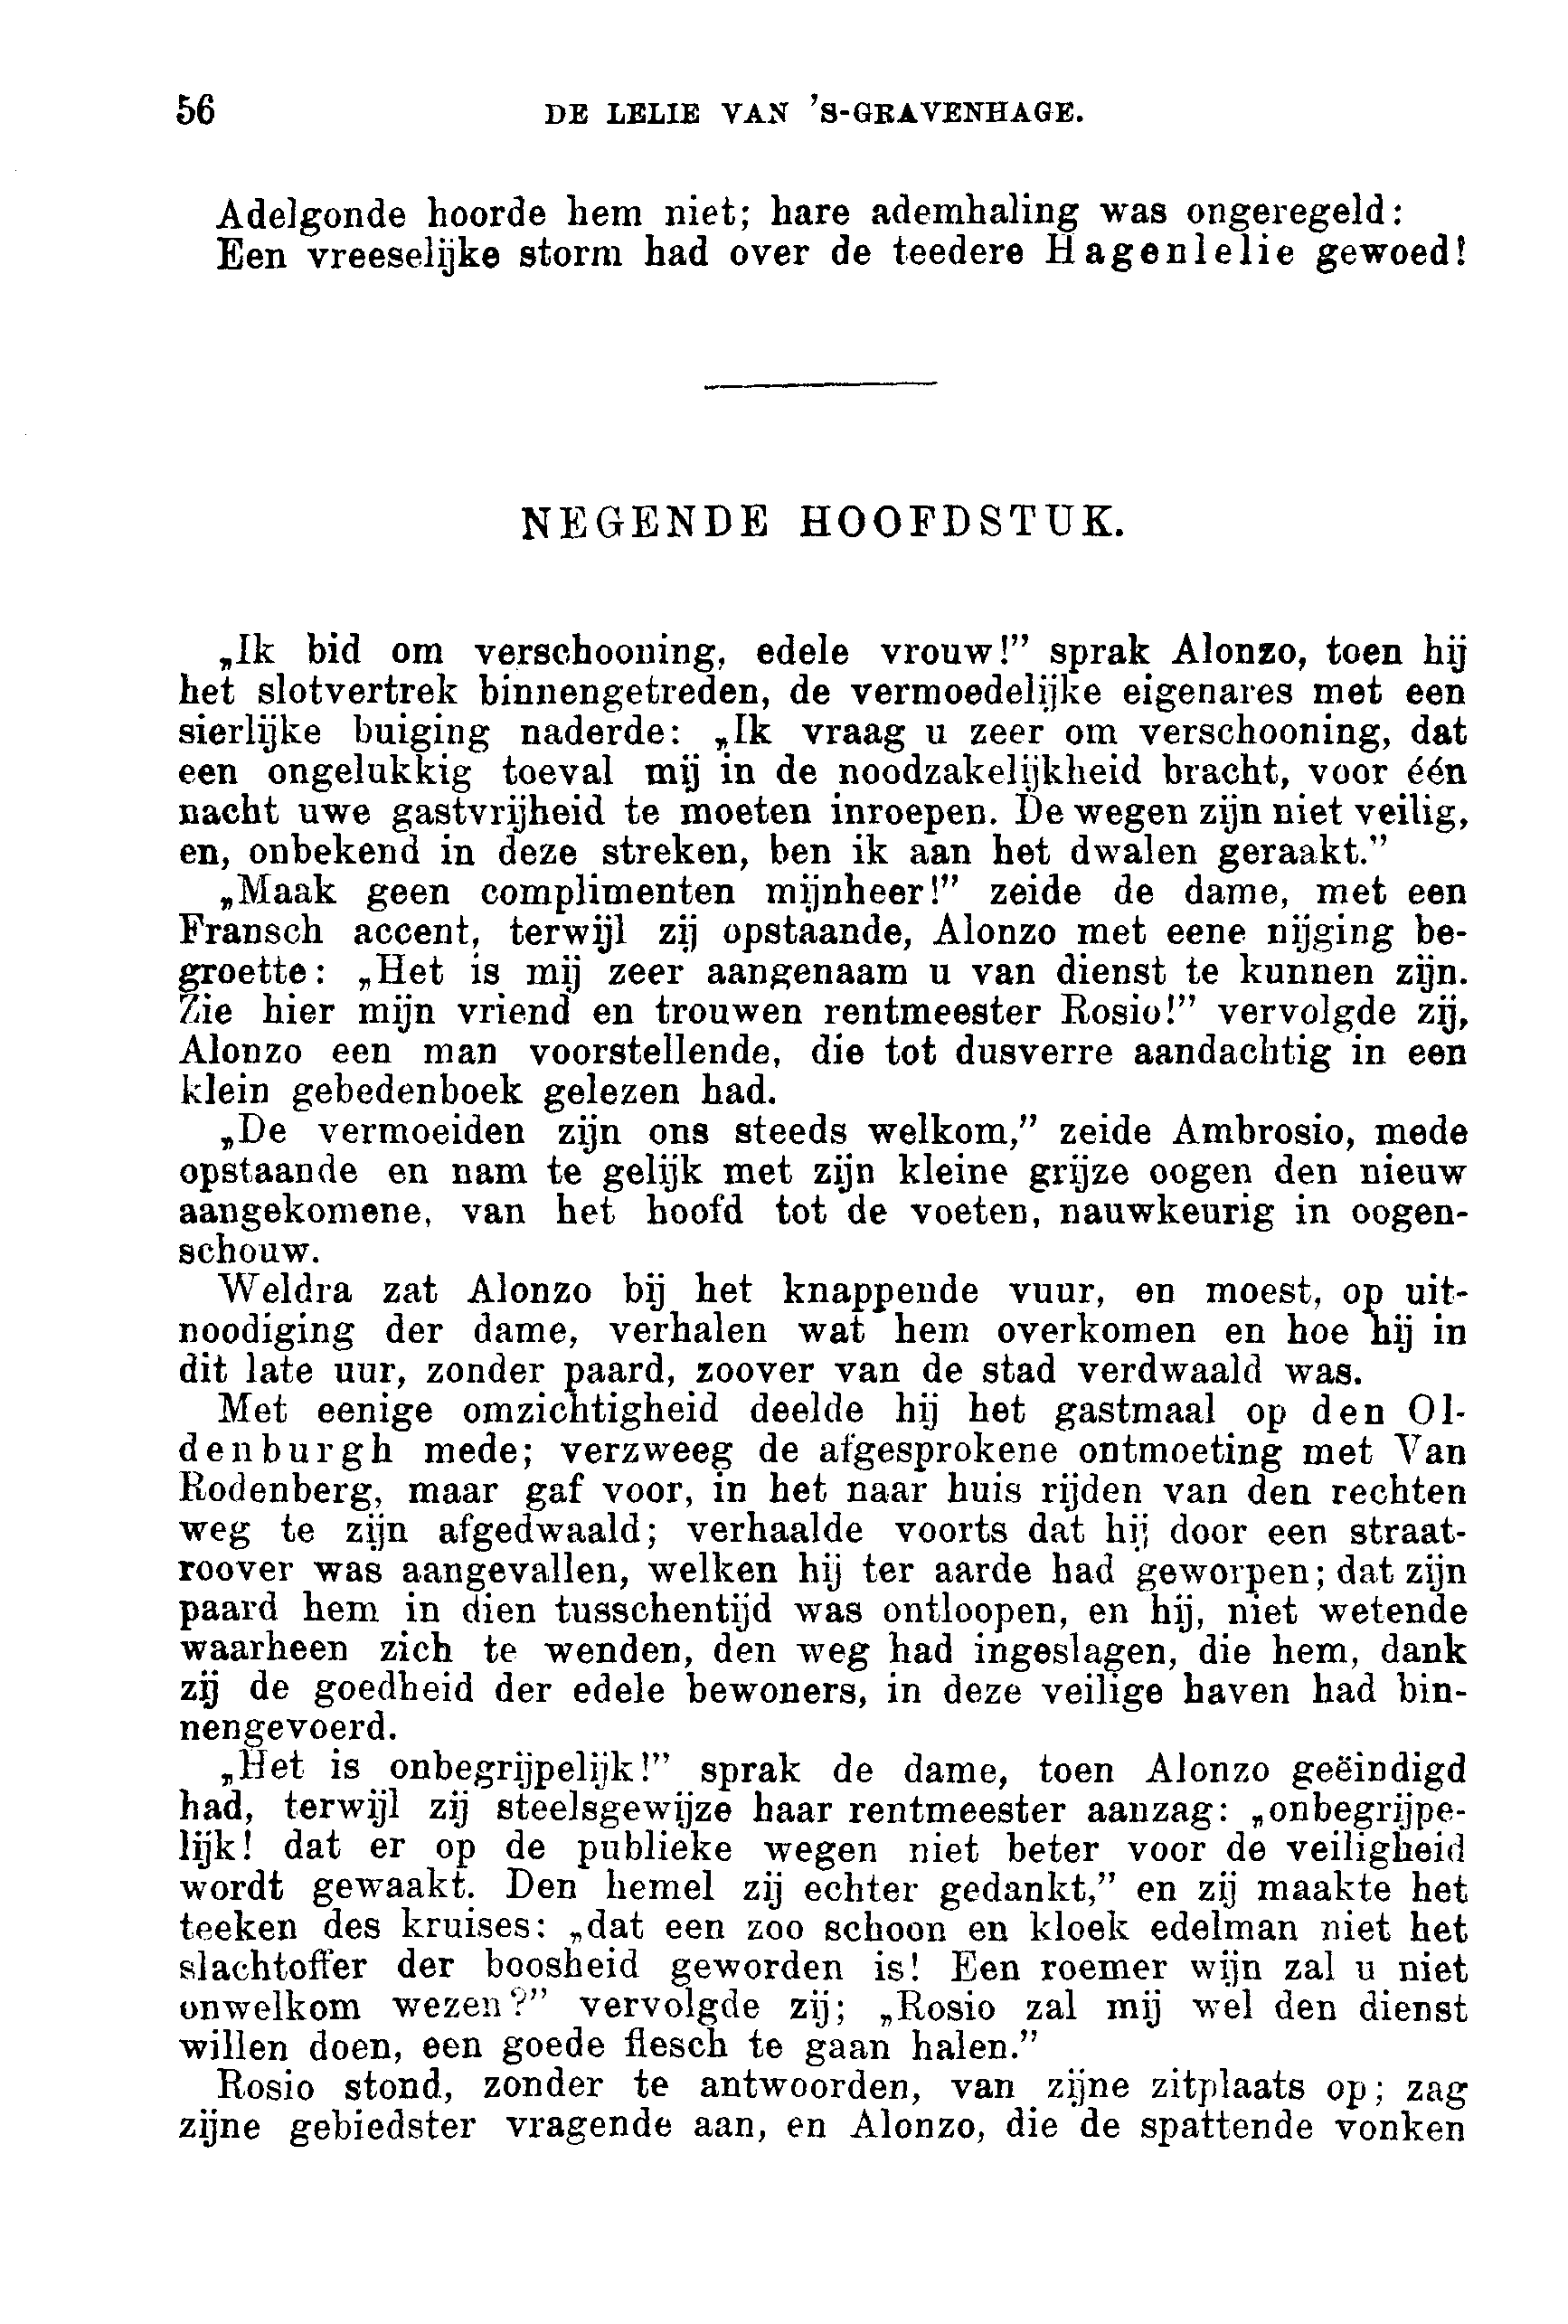 56 DE LELIE VAN 'S-GRAVENHAGE.
Adelgonde hoorde hem niet; hare ademhaling was ongeregeld:
Een vreeselijke storm had over de teedere Hagenlelie gewoed!
NEGENDE HOOFDSTUK.
„Ik bid om verschooning, edele vrouw!” sprak Alonzo, toen hij
het slotvertrek binnengetreden, de vermoedelijke eigenares met een
sierlijke buiging naderde: „Ik vraag u zeer om verschooning, dat
een ongelukkig toeval mij in de noodzakelijkheid bracht, voor één
nacht uwe gastvrijheid te moeten inroepen. De wegen zijn niet veilig,
en, onbekend in deze streken, ben ik aan het dwalen geraakt.”
„Maak geen complimenten mijnheer!” zeide de dame, met een
Fransch accent, terwijl zij opstaande, Alonzo met eene nijging be-
groette: „Het is mij zeer aangenaam u van dienst te kunnen zijn.
Zie hier mijn vriend en trouwen rentmeester Rosio!” vervolgde zij,
Alonzo een man voorstellende, die tot dusverre aandachtig in een
klein gebedenboek gelezen had.
„De vermoeiden zijn ons steeds welkom,” zeide Ambrosio, mede
opstaande en nam te gelijk met zijn kleine grijze oogen den nieuw
aangekomene, van het hoofd tot de voeten, nauwkeurig in oogen-
schouw.
Weldra zat Alonzo bij het knappende vuur, en moest, op uit-
noodiging der dame, verhalen wat hem overkomen en hoe hij in
dit late uur, zonder paard, zoover van de stad verdwaald was.
Met eenige omzichtigheid deelde hij het gastmaal op den Ol-
denburgh mede; verzweeg de afgesprokene ontmoeting met Van
Rodenberg, maar gaf voor, in het naar huis rijden van den rechten
weg te zijn afgedwaald; verhaalde voorts dat hij door een straat-
roover was aangevallen, welken hij ter aarde had geworpen; dat zijn
paard hem in dien tusschentijd was ontloopen, en hij, niet wetende
waarheen zich te wenden, den weg had ingeslagen, die hem, dank
zij de goedheid der edele bewoners, in deze veilige haven had bin-
nengevoerd.
„Het is onbegrijpelijk!” sprak de dame, toen Alonzo geëindigd
had, terwijl zij steelsgewijze haar rentmeester aanzag: „onbegrijpe-
lijk! dat er op de publieke wegen niet beter voor de veiligheid
wordt gewaakt. Den hemel zij echter gedankt,” en zij maakte het
teeken des kruises: „dat een zoo schoon en kloek edelman niet het
slachtoffer der boosheid geworden is! Een roemer wijn zal u niet
onwelkom wezen?” vervolgde zij; „Rosio zal mij wel den dienst
willen doen, een goede flesch te gaan halen.”
Rosio stond, zonder te antwoorden, van zijne zitplaats op; zag
zijne gebiedster vragende aan, en Alonzo, die de spattende vonken